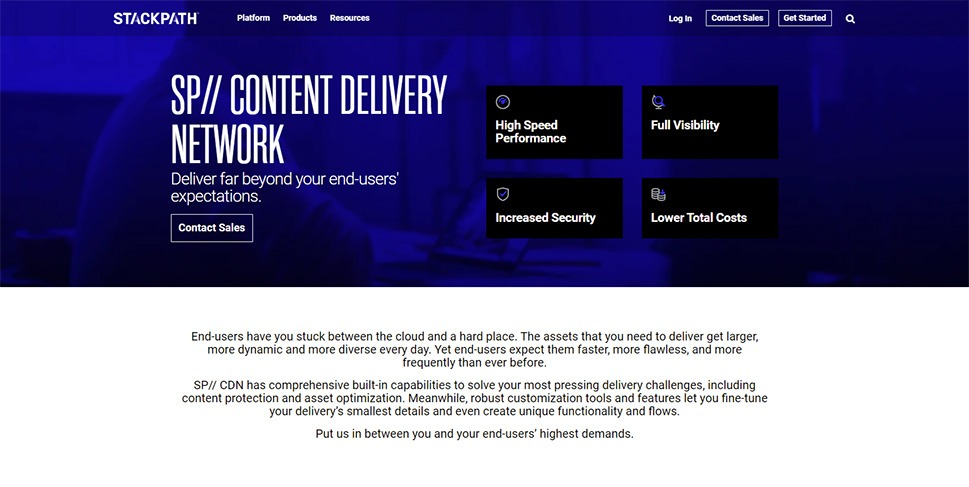 STACKPATH
Platform
Products
Resources
Log In
Contact Sales
Get Started
SP// CONTENT DELIVERY
NETWORK
Deliver far beyond your end-users'
expectations.
Contact Sales
High Speed
Performance
Full Visibility
Increased Security
Lower Total Costs
End-users have you stuck between the cloud and a hard place. The assets that you need to deliver get larger,
more dynamic and more diverse every day. Yet end-users expect them faster, more flawless, and more
frequently than ever before.
SP// CDN has comprehensive built-in capabilities to solve your most pressing delivery challenges, including
content protection and asset optimization. Meanwhile, robust customization tools and features let you fine-tune
your delivery’s smallest details and even create unique functionality and flows.
Put us in between you and your end-users’ highest demands.